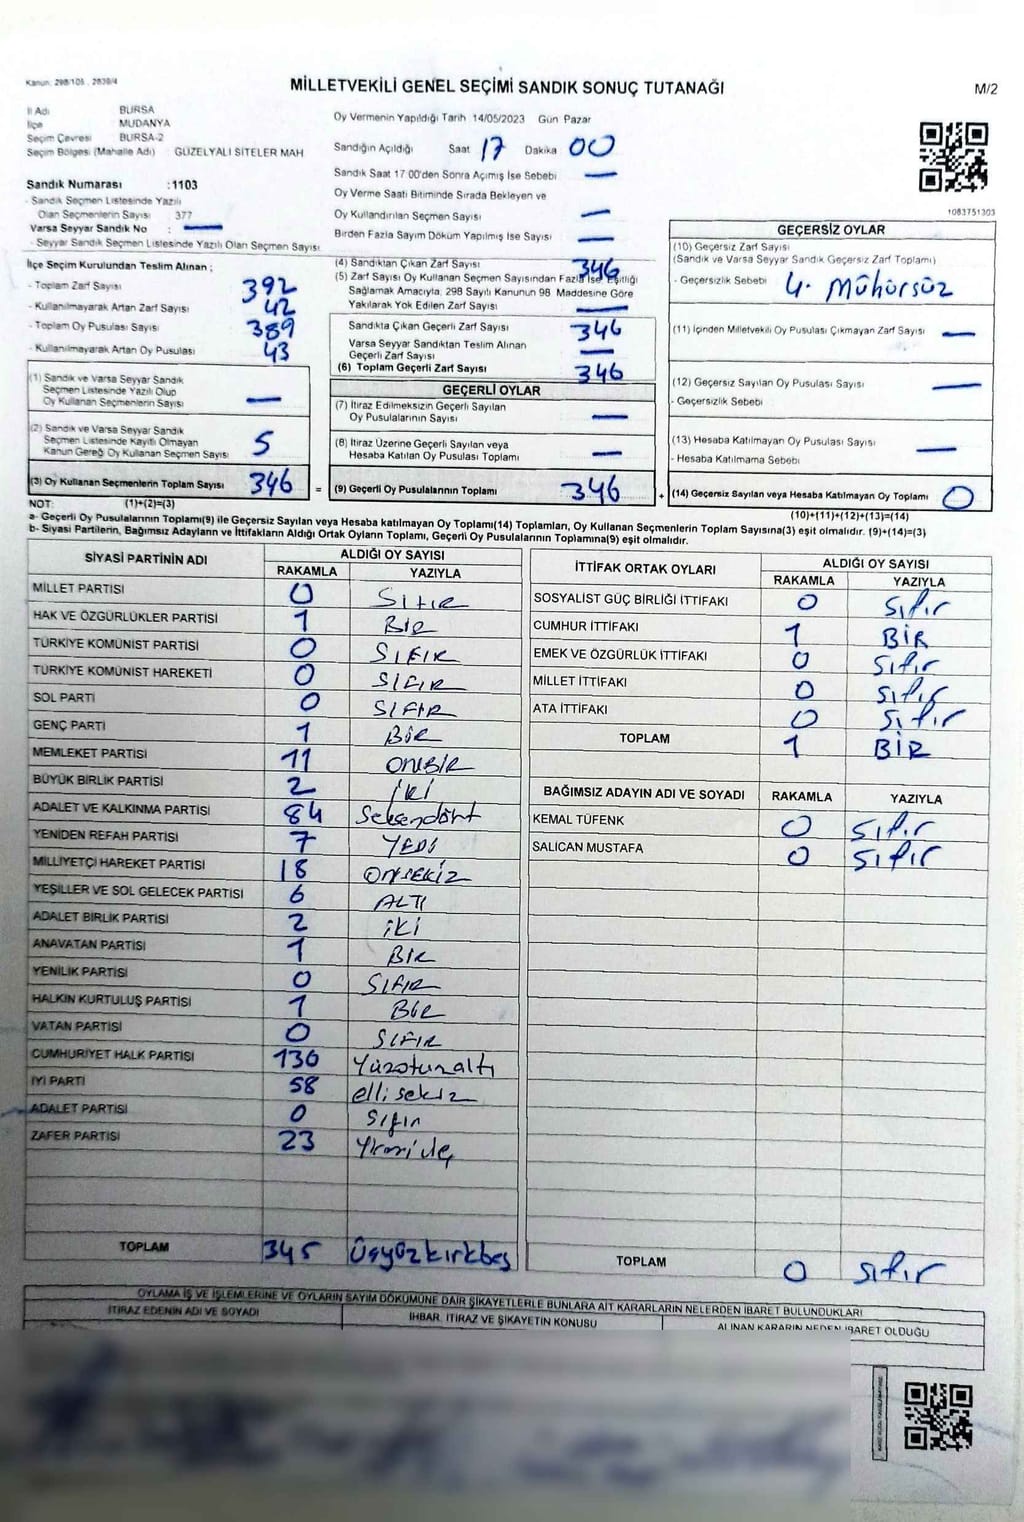 Kanun: 298/105 . 2839/4
MİLLETVEKİLİ GENEL SEÇİMİ SANDIK SONUÇ TUTANAĞI
M/2
İl Adı BURSA
İlçe MUDANYA
Seçim Çevresi BURSA-2
Seçim Bölgesi (Mahalle Adı) GÜZELYALI SİTELER MAH
Oy Vermenin Yapıldığı Tarih 14/05/2023 Gün Pazar
Sandığın Açıldığı Saat 17 Dakika 00
Sandık Saat 17:00'den Sonra Açımış İse Sebebi —
Oy Verme Saati Bitiminde Sırada Bekleyen ve
Oy Kullandırılan Seçmen Sayısı —
Birden Fazla Sayım Döküm Yapılmış İse Sayısı —
1083751303
Sandık Numarası :1103
- Sandık Seçmen Listesinde Yazılı
Olan Seçmenlerin Sayısı 377
Varsa Seyyar Sandık No : —
- Seyyar Sandık Seçmen Listesinde Yazılı Olan Seçmen Sayısı
İlçe Seçim Kurulundan Teslim Alınan ;
- Toplam Zarf Sayısı 392
- Kullanılmayarak Artan Zarf Sayısı 42
- Toplam Oy Pusulası Sayısı 389
- Kullanılmayarak Artan Oy Pusulası 43
(1) Sandık ve Varsa Seyyar Sandık
Seçmen Listesinde Yazılı Olup
Oy Kullanan Seçmenlerin Sayısı —
(2) Sandık ve Varsa Seyyar Sandık
Seçmen Listesinde Kayıtlı Olmayan
Kanun Gereği Oy Kullanan Seçmen Sayısı 5
(3) Oy Kullanan Seçmenlerin Toplam Sayısı 346
(4) Sandıktan Çıkan Zarf Sayısı 346
(5) Zarf Sayısı Oy Kullanan Seçmen Sayısından Fazla İse, Eşitliği
Sağlamak Amacıyla, 298 Sayılı Kanunun 98. Maddesine Göre
Yakılarak Yok Edilen Zarf Sayısı —
Sandıkta Çıkan Geçerli Zarf Sayısı 346
Varsa Seyyar Sandıktan Teslim Alınan
Geçerli Zarf Sayısı —
(6) Toplam Geçerli Zarf Sayısı 346
GEÇERLİ OYLAR
(7) İtiraz Edilmeksizin Geçerli Sayılan
Oy Pusulalarının Sayısı —
(8) İtiraz Üzerine Geçerli Sayılan veya
Hesaba Katılan Oy Pusulası Toplamı —
= (9) Geçerli Oy Pusulalarının Toplamı 346
GEÇERSİZ OYLAR
(10) Geçersiz Zarf Sayısı
(Sandık ve Varsa Seyyar Sandık Geçersiz Zarf Toplamı)
- Geçersizlik Sebebi 4. Mühürsüz
(11) İçinden Milletvekili Oy Pusulası Çıkmayan Zarf Sayısı —
(12) Geçersiz Sayılan Oy Pusulası Sayısı —
- Geçersizlik Sebebi
(13) Hesaba Katılmayan Oy Pusulası Sayısı —
- Hesaba Katılmama Sebebi
+ (14) Geçersiz Sayılan veya Hesaba Katılmayan Oy Toplamı 0
NOT: (1)+(2)=(3) (10)+(11)+(12)+(13)=(14)
a- Geçerli Oy Pusulalarının Toplamı(9) ile Geçersiz Sayılan veya Hesaba katılmayan Oy Toplamı(14) Toplamları, Oy Kullanan Seçmenlerin Toplam Sayısına(3) eşit olmalıdır. (9)+(14)=(3)
b- Siyasi Partilerin, Bağımsız Adayların ve İttifakların Aldığı Ortak Oyların Toplamı, Geçerli Oy Pusulalarının Toplamına(9) eşit olmalıdır.
SİYASİ PARTİNİN ADI ALDIĞI OY SAYISI
RAKAMLA YAZIYLA
MİLLET PARTİSİ 0 Sıfır
HAK VE ÖZGÜRLÜKLER PARTİSİ 1 BİR
TÜRKİYE KOMÜNİST PARTİSİ 0 SIFIR
TÜRKİYE KOMÜNİST HAREKETİ 0 SIFIR
SOL PARTİ 0 SIFIR
GENÇ PARTİ 1 BİR
MEMLEKET PARTİSİ 11 ONBİR
BÜYÜK BİRLİK PARTİSİ 2 İKİ
ADALET VE KALKINMA PARTİSİ 84 Seksendört
YENİDEN REFAH PARTİSİ 7 YEDİ
MİLLİYETÇİ HAREKET PARTİSİ 18 ONSEKİZ
YEŞİLLER VE SOL GELECEK PARTİSİ 6 ALTI
ADALET BİRLİK PARTİSİ 2 iKİ
ANAVATAN PARTİSİ 1 BİR
YENİLİK PARTİSİ 0 SIFIR
HALKIN KURTULUŞ PARTİSİ 1 BİR
VATAN PARTİSİ 0 SIFIR
CUMHURİYET HALK PARTİSİ 130 yüzotuzaltı
İYİ PARTİ 58 ellisekiz
ADALET PARTİSİ 0 Sıfır
ZAFER PARTİSİ 23 Yirmi üç
TOPLAM 345 Üçyüzkırkbeş
İTTİFAK ORTAK OYLARI ALDIĞI OY SAYISI
RAKAMLA YAZIYLA
SOSYALİST GÜÇ BİRLİĞİ İTTİFAKI 0 Sıfır
CUMHUR İTTİFAKI 1 BİR
EMEK VE ÖZGÜRLÜK İTTİFAKI 0 Sıfır
MİLLET İTTİFAKI 0 Sıfır
ATA İTTİFAKI 0 Sıfır
TOPLAM 1 BİR
BAĞIMSIZ ADAYIN ADI VE SOYADI RAKAMLA YAZIYLA
KEMAL TÜFENK 0 Sıfır
SALICAN MUSTAFA 0 Sıfır
TOPLAM 0 Sıfır
OYLAMA İŞ VE İŞLEMLERİNE VE OYLARIN SAYIM DÖKÜMÜNE DAİR ŞİKAYETLERLE BUNLARA AİT KARARLARIN NELERDEN İBARET BULUNDUKLARI
İTİRAZ EDENİN ADI VE SOYADI İHBAR, İTİRAZ VE ŞİKAYETİN KONUSU ALINAN KARARIN NEDEN İBARET OLDUĞU